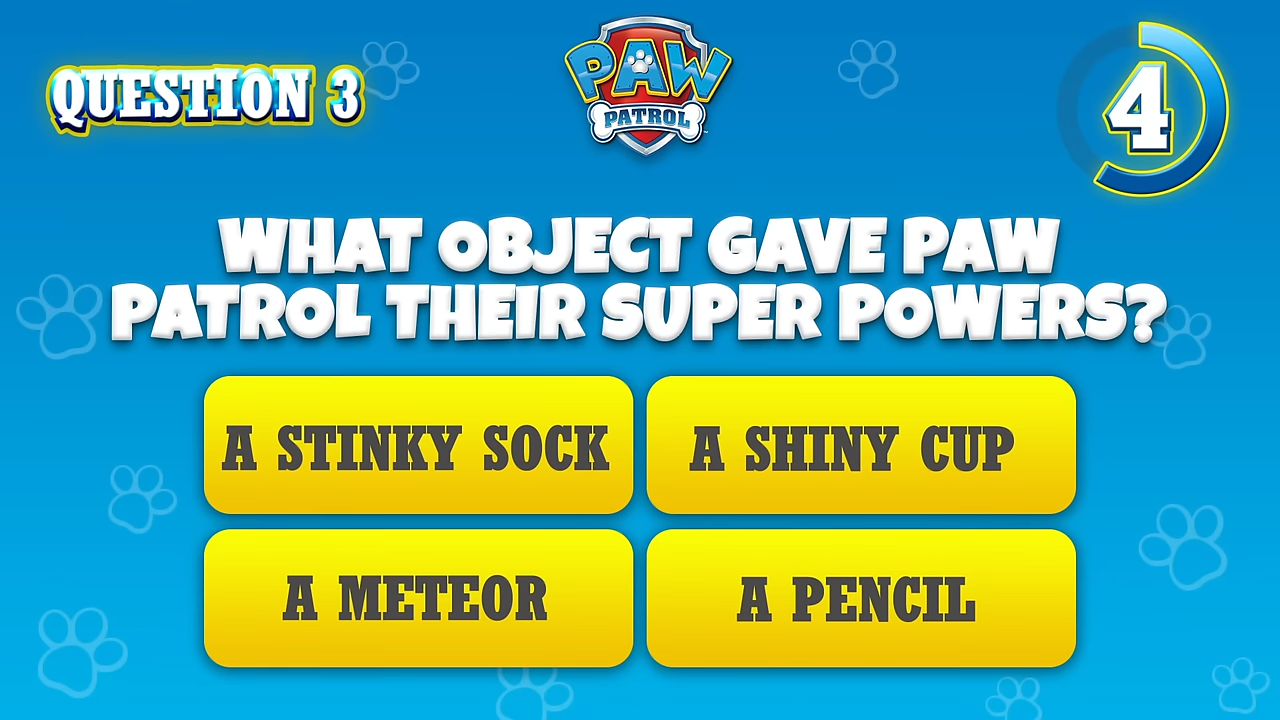 QUESTION 3
PAW
PATROL
4
WHAT OBJECT GAVE PAW
PATROL THEIR SUPER POWERS?
A STINKY SOCK
A SHINY CUP
A METEOR
A PENCIL